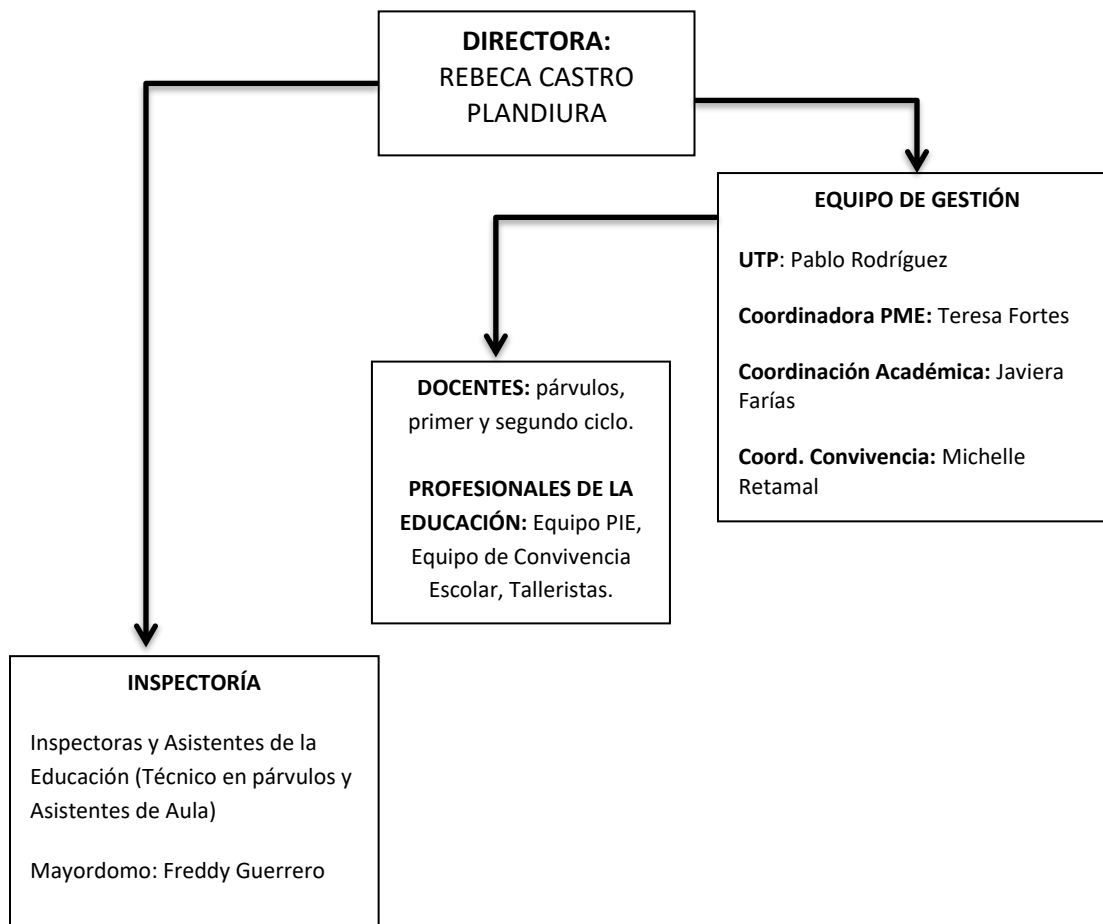 DIRECTORA:
REBECA CASTRO
PLANDIURA
EQUIPO DE GESTIÓN
UTP: Pablo Rodríguez
Coordinadora PME: Teresa Fortes
Coordinación Académica: Javiera
Farías
Coord. Convivencia: Michelle
Retamal
DOCENTES: párvulos,
primer y segundo ciclo.
PROFESIONALES DE LA
EDUCACIÓN: Equipo PIE,
Equipo de Convivencia
Escolar, Talleristas.
INSPECTORÍA
Inspectoras y Asistentes de la
Educación (Técnico en párvulos y
Asistentes de Aula)
Mayordomo: Freddy Guerrero